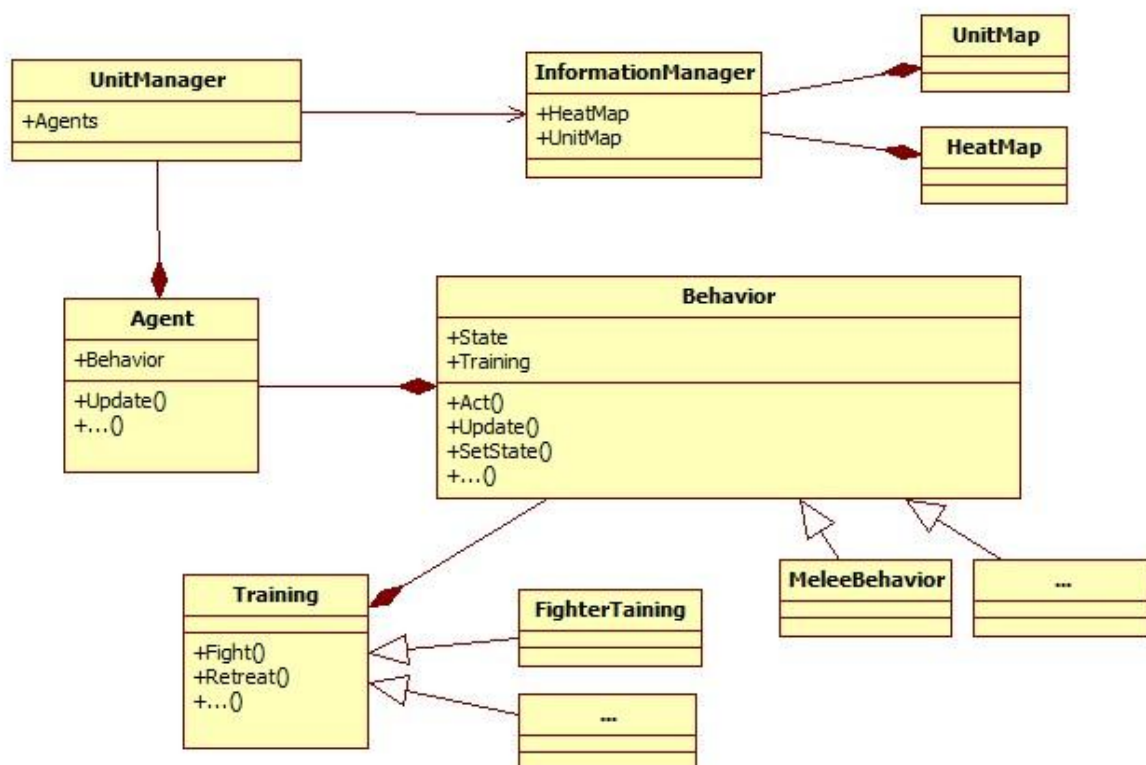 UnitManager
+Agents
InformationManager
+HeatMap
+UnitMap
UnitMap
HeatMap
Agent
+Behavior
+Update()
+...()
Behavior
+State
+Training
+Act()
+Update()
+SetState()
+...()
Training
+Fight()
+Retreat()
+...()
FighterTaining
...
MeleeBehavior
...